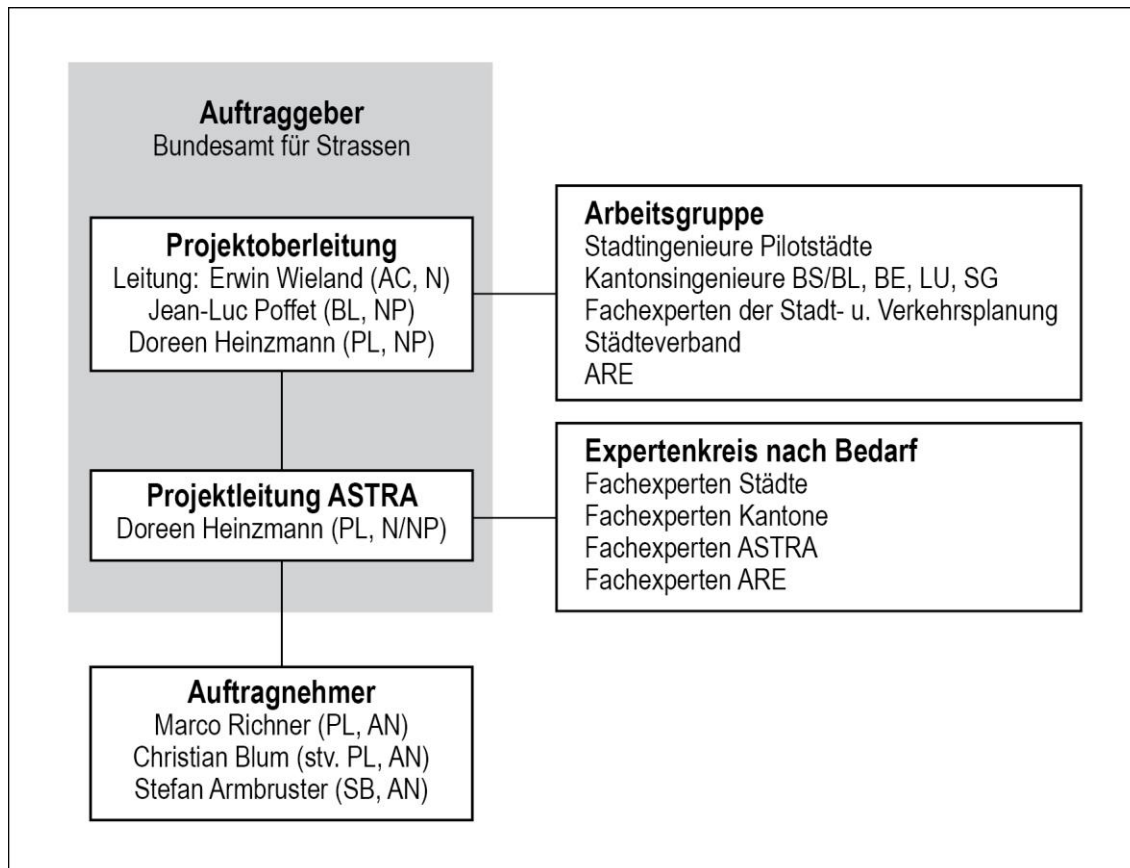 Auftraggeber
Bundesamt für Strassen
Projektoberleitung
Leitung: Erwin Wieland (AC, N)
Jean-Luc Poffet (BL, NP)
Doreen Heinzmann (PL, NP)
Arbeitsgruppe
Stadtingenieure Pilotstädte
Kantonsingenieure BS/BL, BE, LU, SG
Fachexperten der Stadt- u. Verkehrsplanung
Städteverband
ARE
Projektleitung ASTRA
Doreen Heinzmann (PL, N/NP)
Expertenkreis nach Bedarf
Fachexperten Städte
Fachexperten Kantone
Fachexperten ASTRA
Fachexperten ARE
Auftragnehmer
Marco Richner (PL, AN)
Christian Blum (stv. PL, AN)
Stefan Armbruster (SB, AN)